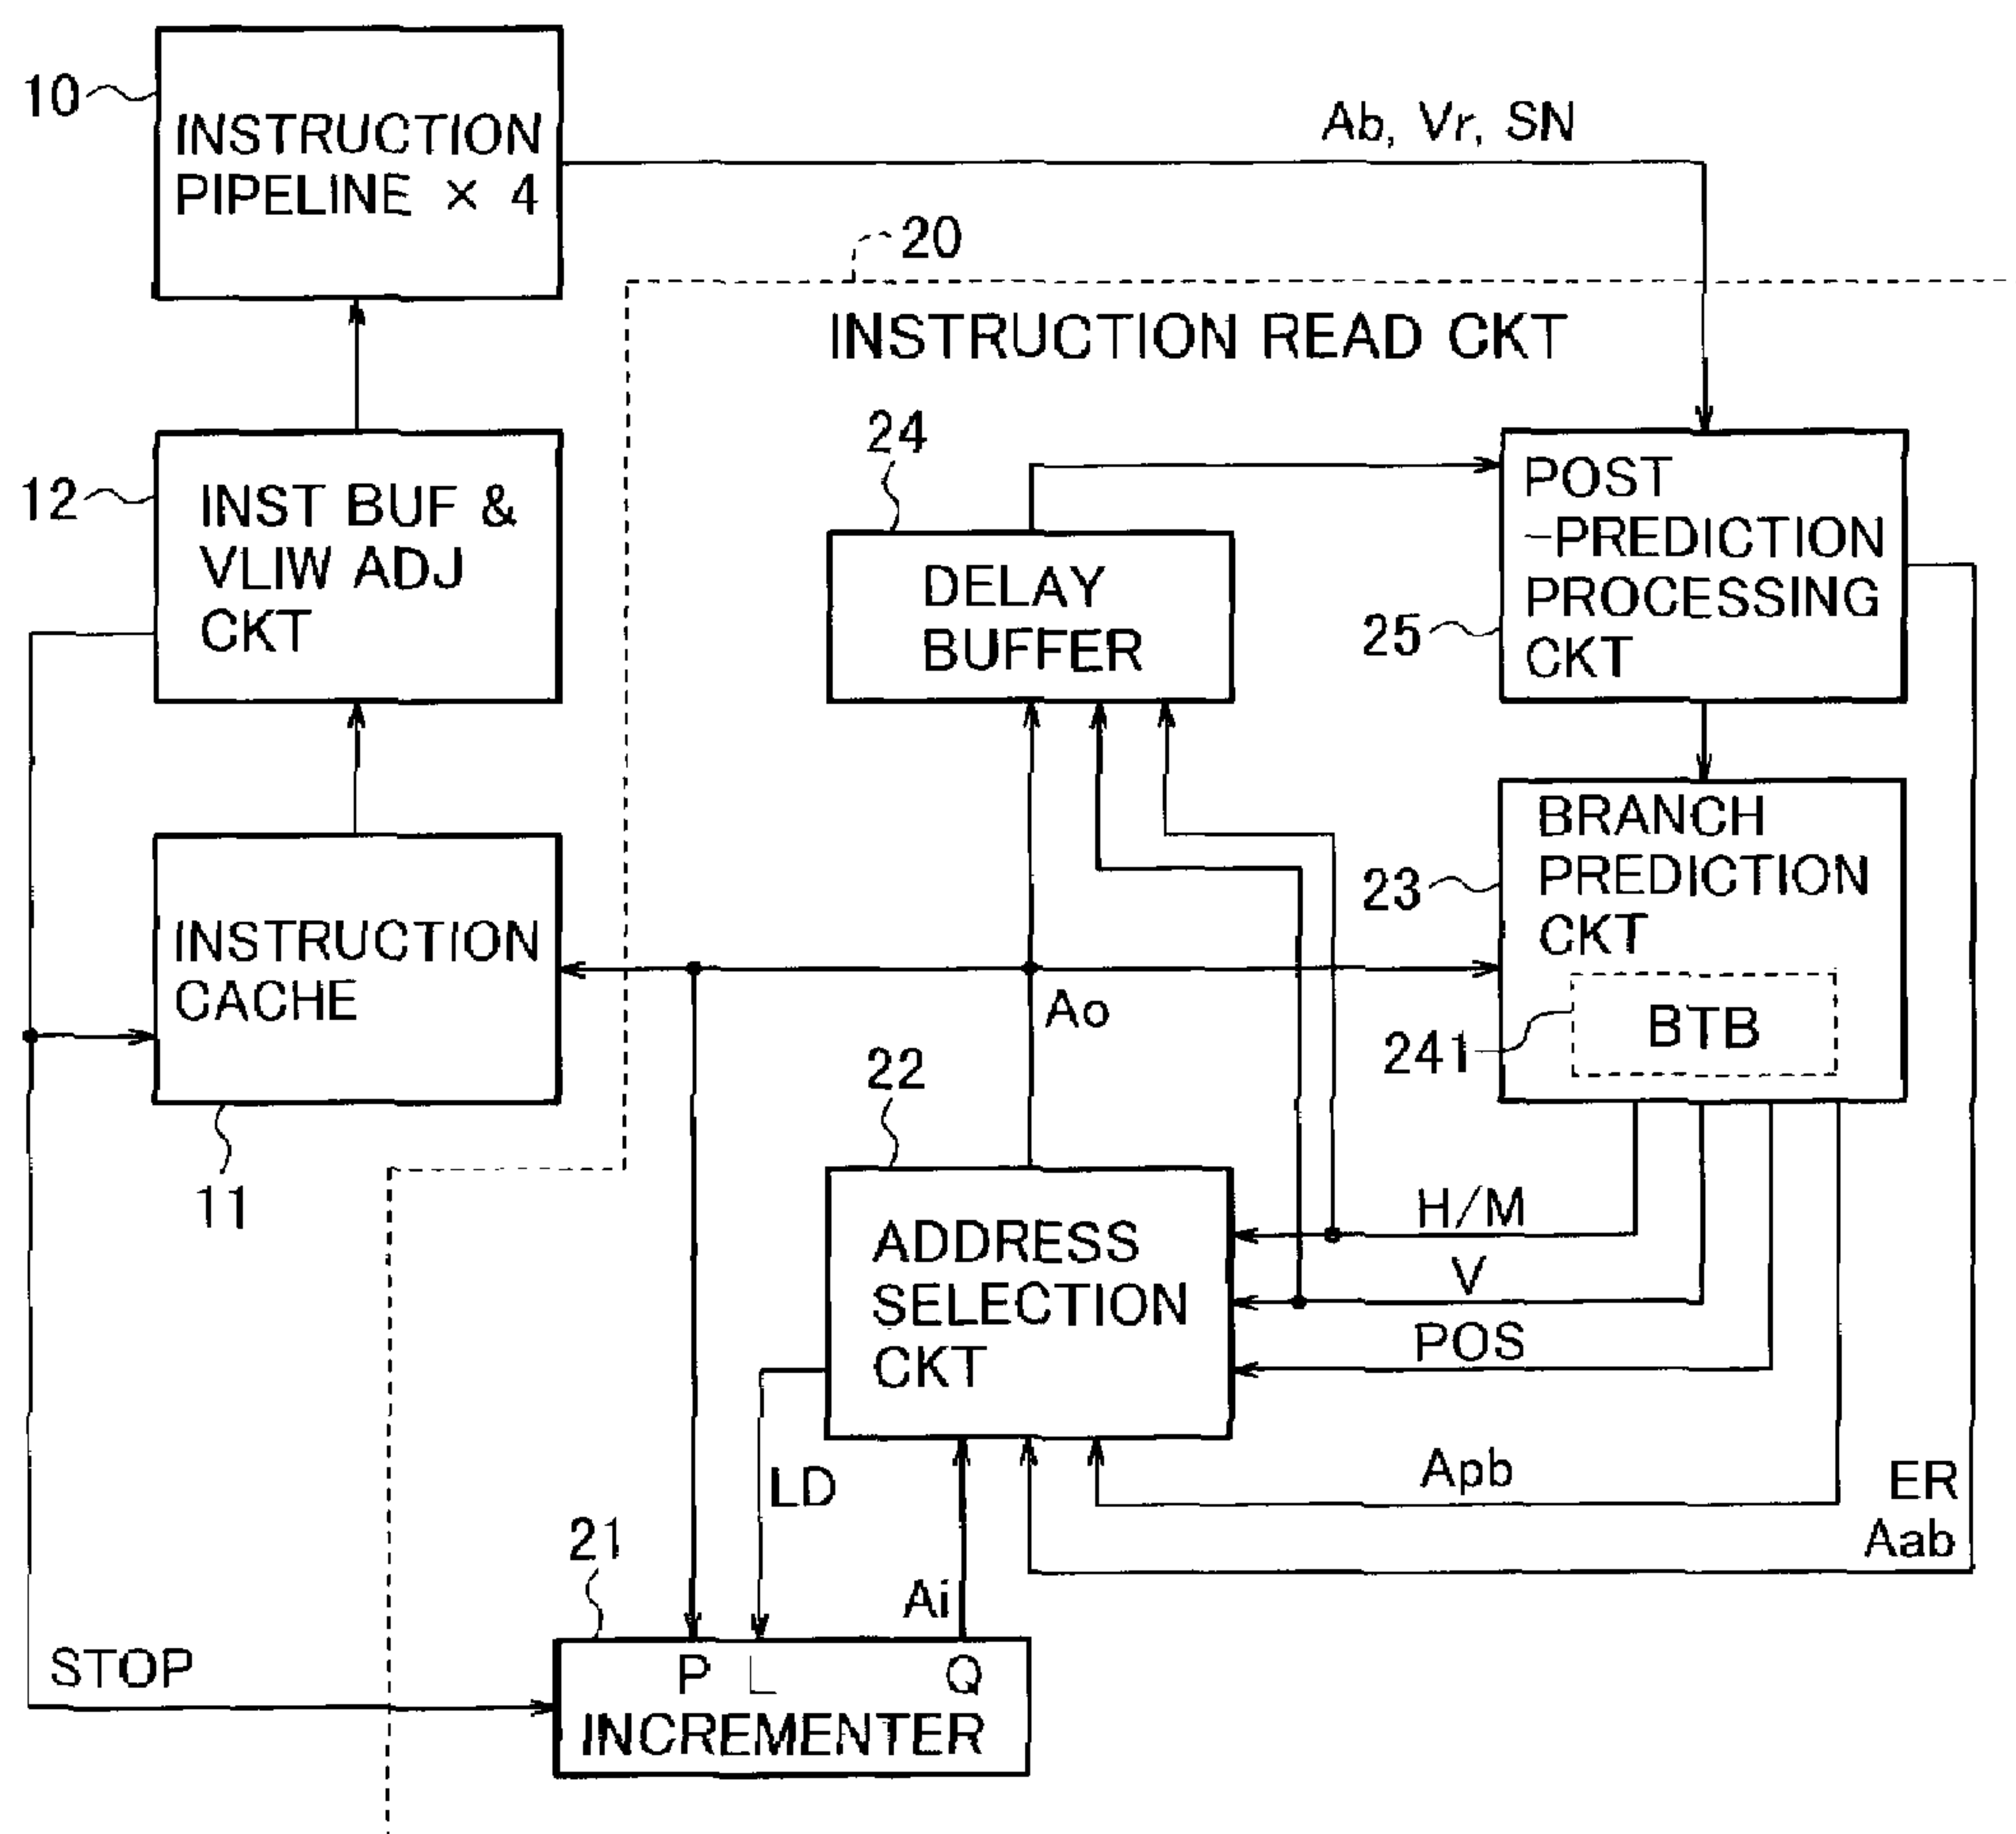 10
INSTRUCTION
PIPELINE × 4
Ab, Vr, SN
20
INSTRUCTION READ CKT
12
INST BUF &
VLIW ADJ
CKT
24
DELAY
BUFFER
POST
-PREDICTION
PROCESSING
CKT
25
BRANCH
PREDICTION
CKT
23
BTB
241
INSTRUCTION
CACHE
11
Ao
22
ADDRESS
SELECTION
CKT
H/M
V
POS
Apb
ER
Aab
LD
Ai
21
P L Q
INCREMENTER
STOP